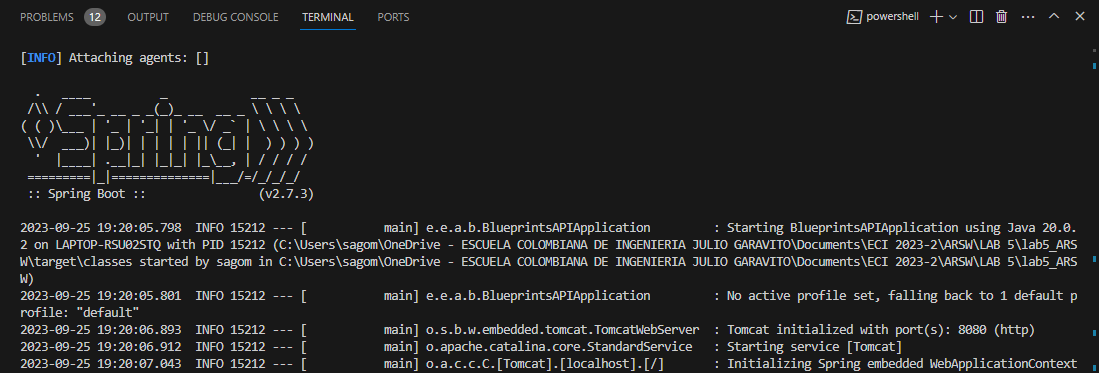 PROBLEMS 12 OUTPUT DEBUG CONSOLE TERMINAL PORTS powershell
[INFO] Attaching agents: []
  .   ____          _            __ _ _
 /\\ / ___'_ __ _ _(_)_ __  __ _ \ \ \ \
( ( )\___ | '_ | '_| | '_ \/ _` | \ \ \ \
 \\/  ___)| |_)| | | | | || (_| |  ) ) ) )
  '  |____| .__|_| |_|_| |_\__, | / / / /
 =========|_|==============|___/=/_/_/_/
 :: Spring Boot ::                (v2.7.3)
2023-09-25 19:20:05.798  INFO 15212 --- [           main] e.e.a.b.BlueprintsAPIApplication         : Starting BlueprintsAPIApplication using Java 20.0.
2 on LAPTOP-RSU02STQ with PID 15212 (C:\Users\sagom\OneDrive - ESCUELA COLOMBIANA DE INGENIERIA JULIO GARAVITO\Documents\ECI 2023-2\ARSW\LAB 5\lab5_ARS
W\target\classes started by sagom in C:\Users\sagom\OneDrive - ESCUELA COLOMBIANA DE INGENIERIA JULIO GARAVITO\Documents\ECI 2023-2\ARSW\LAB 5\lab5_ARS
W)
2023-09-25 19:20:05.801  INFO 15212 --- [           main] e.e.a.b.BlueprintsAPIApplication         : No active profile set, falling back to 1 default p
rofile: "default"
2023-09-25 19:20:06.893  INFO 15212 --- [           main] o.s.b.w.embedded.tomcat.TomcatWebServer  : Tomcat initialized with port(s): 8080 (http)
2023-09-25 19:20:06.912  INFO 15212 --- [           main] o.apache.catalina.core.StandardService   : Starting service [Tomcat]
2023-09-25 19:20:07.043  INFO 15212 --- [           main] o.a.c.c.C.[Tomcat].[localhost].[/]       : Initializing Spring embedded WebApplicationContext